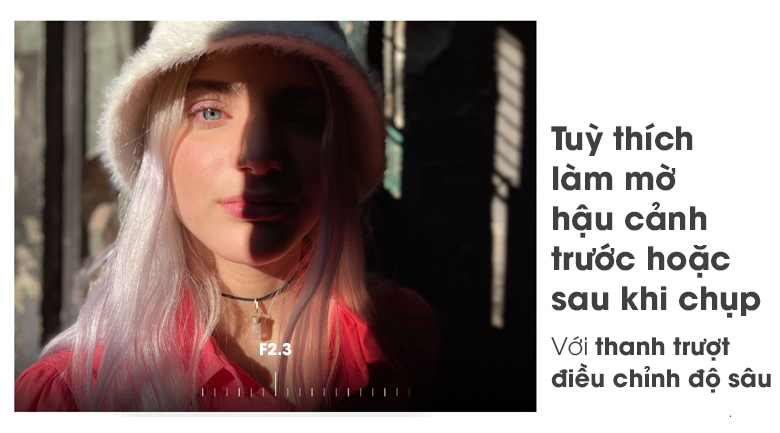 Tuỳ thích
làm mờ
hậu cảnh
trước hoặc
sau khi chụp
F2.3
Với thanh trượt
điều chỉnh độ sâu